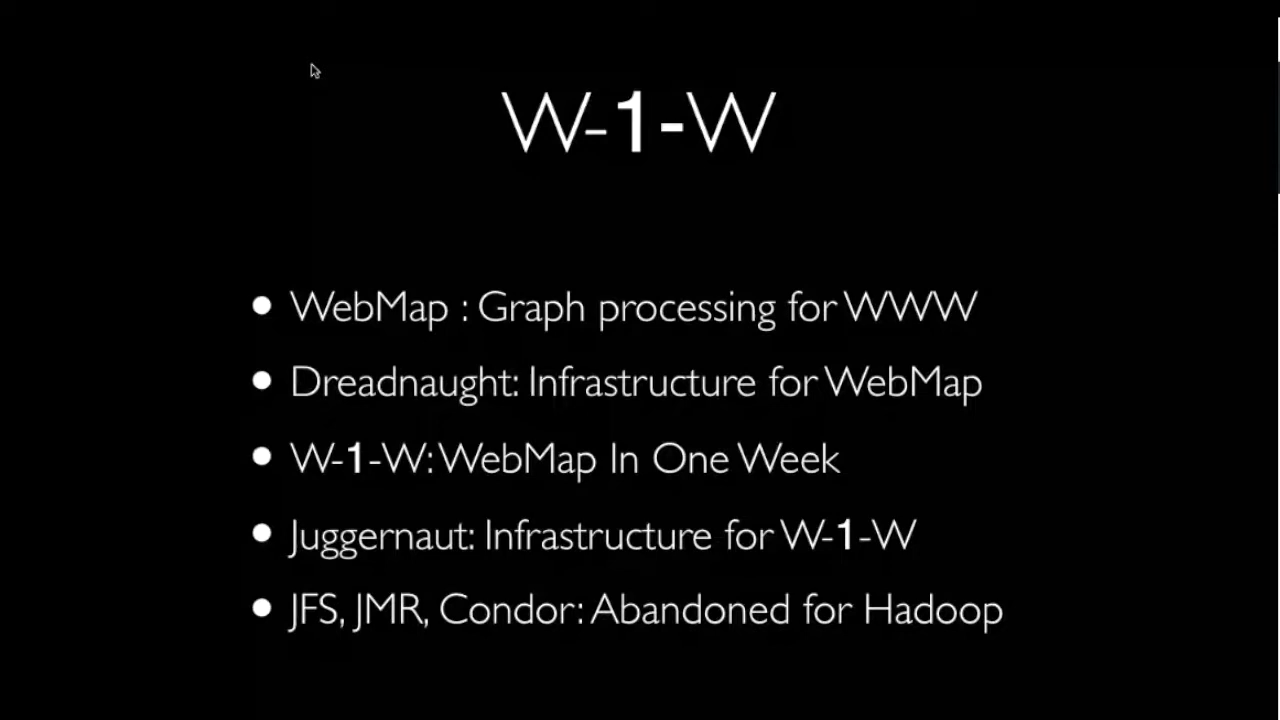 W-1-W
• WebMap : Graph processing for WWW
• Dreadnaught: Infrastructure for WebMap
• W-1-W: WebMap In One Week
• Juggernaut: Infrastructure for W-1-W
• JFS, JMR, Condor: Abandoned for Hadoop